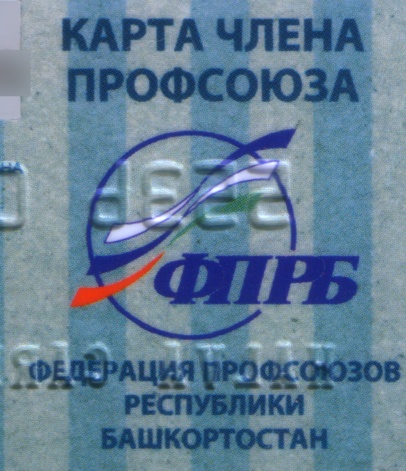 КАРТА ЧЛЕНА
ПРОФСОЮЗА
ФПРБ
ФЕДЕРАЦИЯ ПРОФСОЮЗОВ
РЕСПУБЛИКИ
БАШКОРТОСТАН